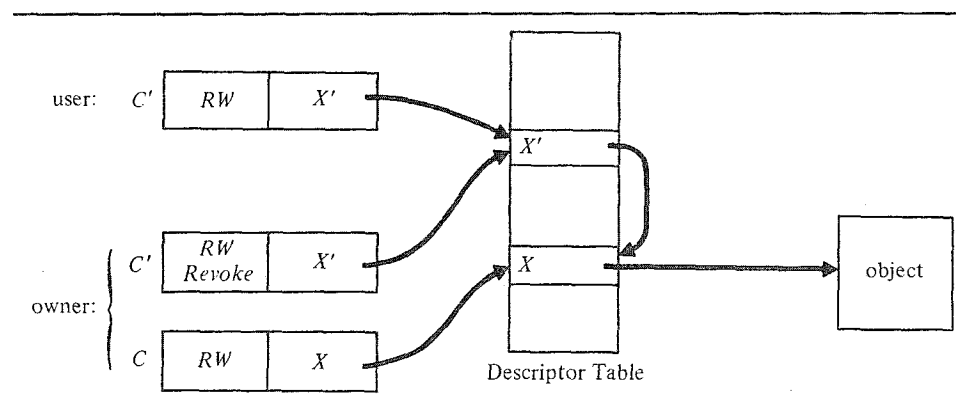 user: C′ RW X′
X′
owner: C′ RW Revoke X′
X
object
C RW X
Descriptor Table